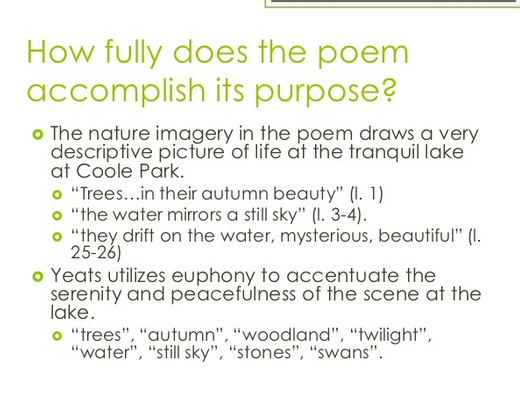 How fully does the poem
accomplish its purpose?
The nature imagery in the poem draws a very
descriptive picture of life at the tranquil lake
at Coole Park.
“Trees…in their autumn beauty” (l. 1)
“the water mirrors a still sky” (l. 3-4).
“they drift on the water, mysterious, beautiful” (l.
25-26)
Yeats utilizes euphony to accentuate the
serenity and peacefulness of the scene at the
lake.
“trees”, “autumn”, “woodland”, “twilight”,
“water”, “still sky”, “stones”, “swans”.